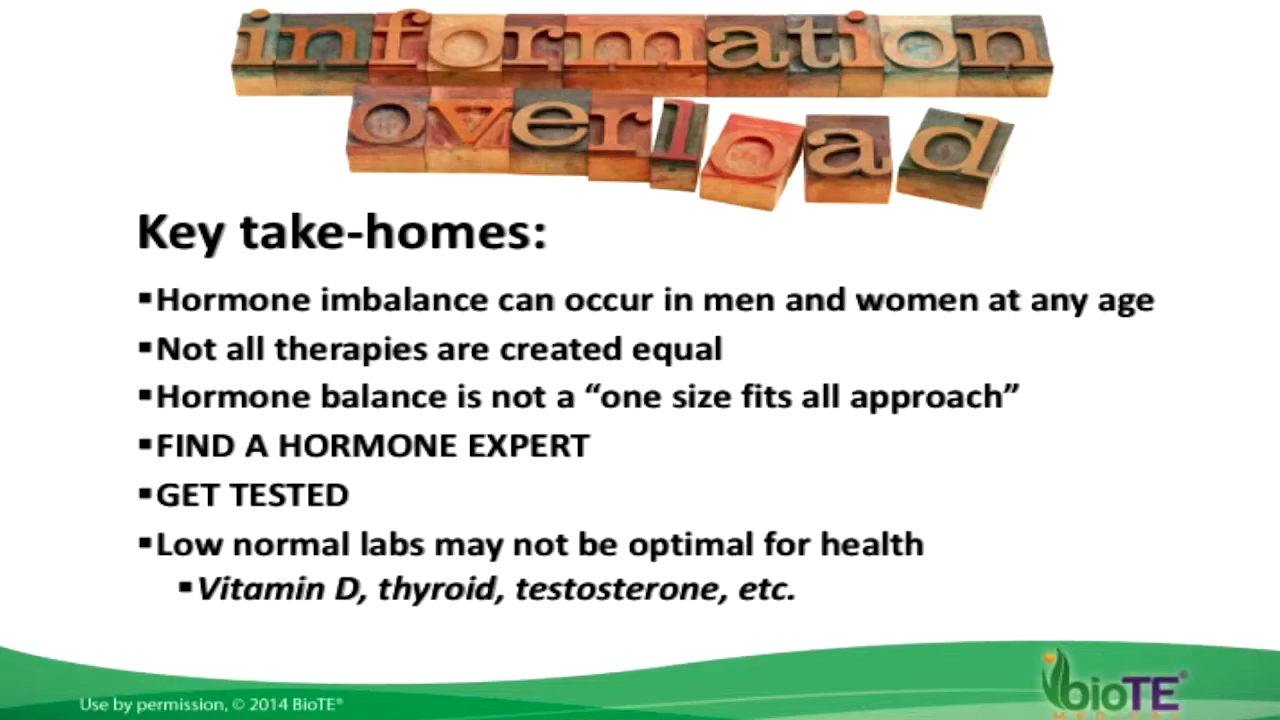 information
overload
Key take-homes:
▪Hormone imbalance can occur in men and women at any age
▪Not all therapies are created equal
▪Hormone balance is not a “one size fits all approach”
▪FIND A HORMONE EXPERT
▪GET TESTED
▪Low normal labs may not be optimal for health
▪Vitamin D, thyroid, testosterone, etc.
Use by permission, © 2014 BioTE®
bioTE®